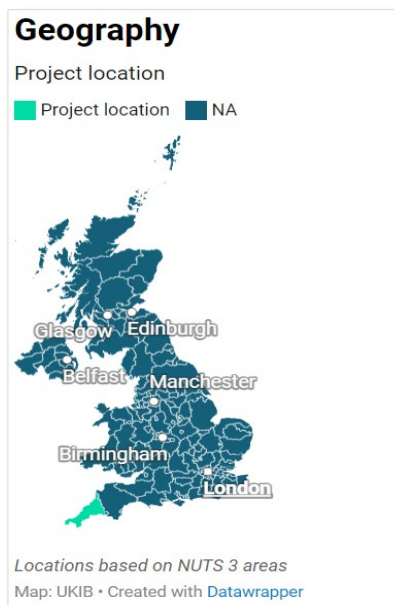 Geography
Project location
Project location NA
Glasgow Edinburgh
Belfast
Manchester
Birmingham
London
Locations based on NUTS 3 areas
Map: UKIB • Created with Datawrapper